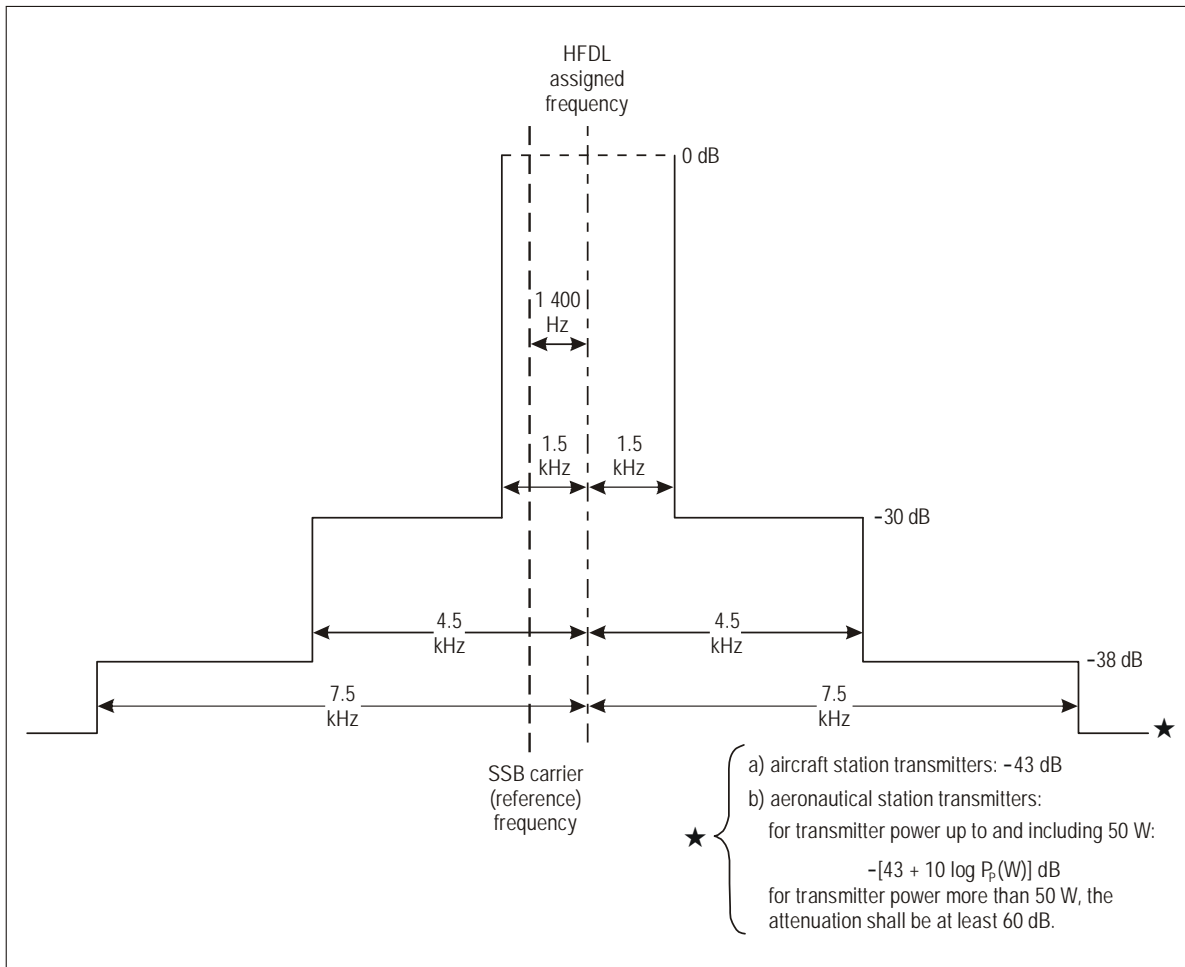 HFDL
assigned
frequency
0 dB
1 400
Hz
1.5
kHz
1.5
kHz
−30 dB
4.5
kHz
4.5
kHz
−38 dB
7.5
kHz
7.5
kHz
★
SSB carrier
(reference)
frequency
★
a) aircraft station transmitters: −43 dB
b) aeronautical station transmitters:
for transmitter power up to and including 50 W:
−[43 + 10 log Pₚ(W)] dB
for transmitter power more than 50 W, the
attenuation shall be at least 60 dB.